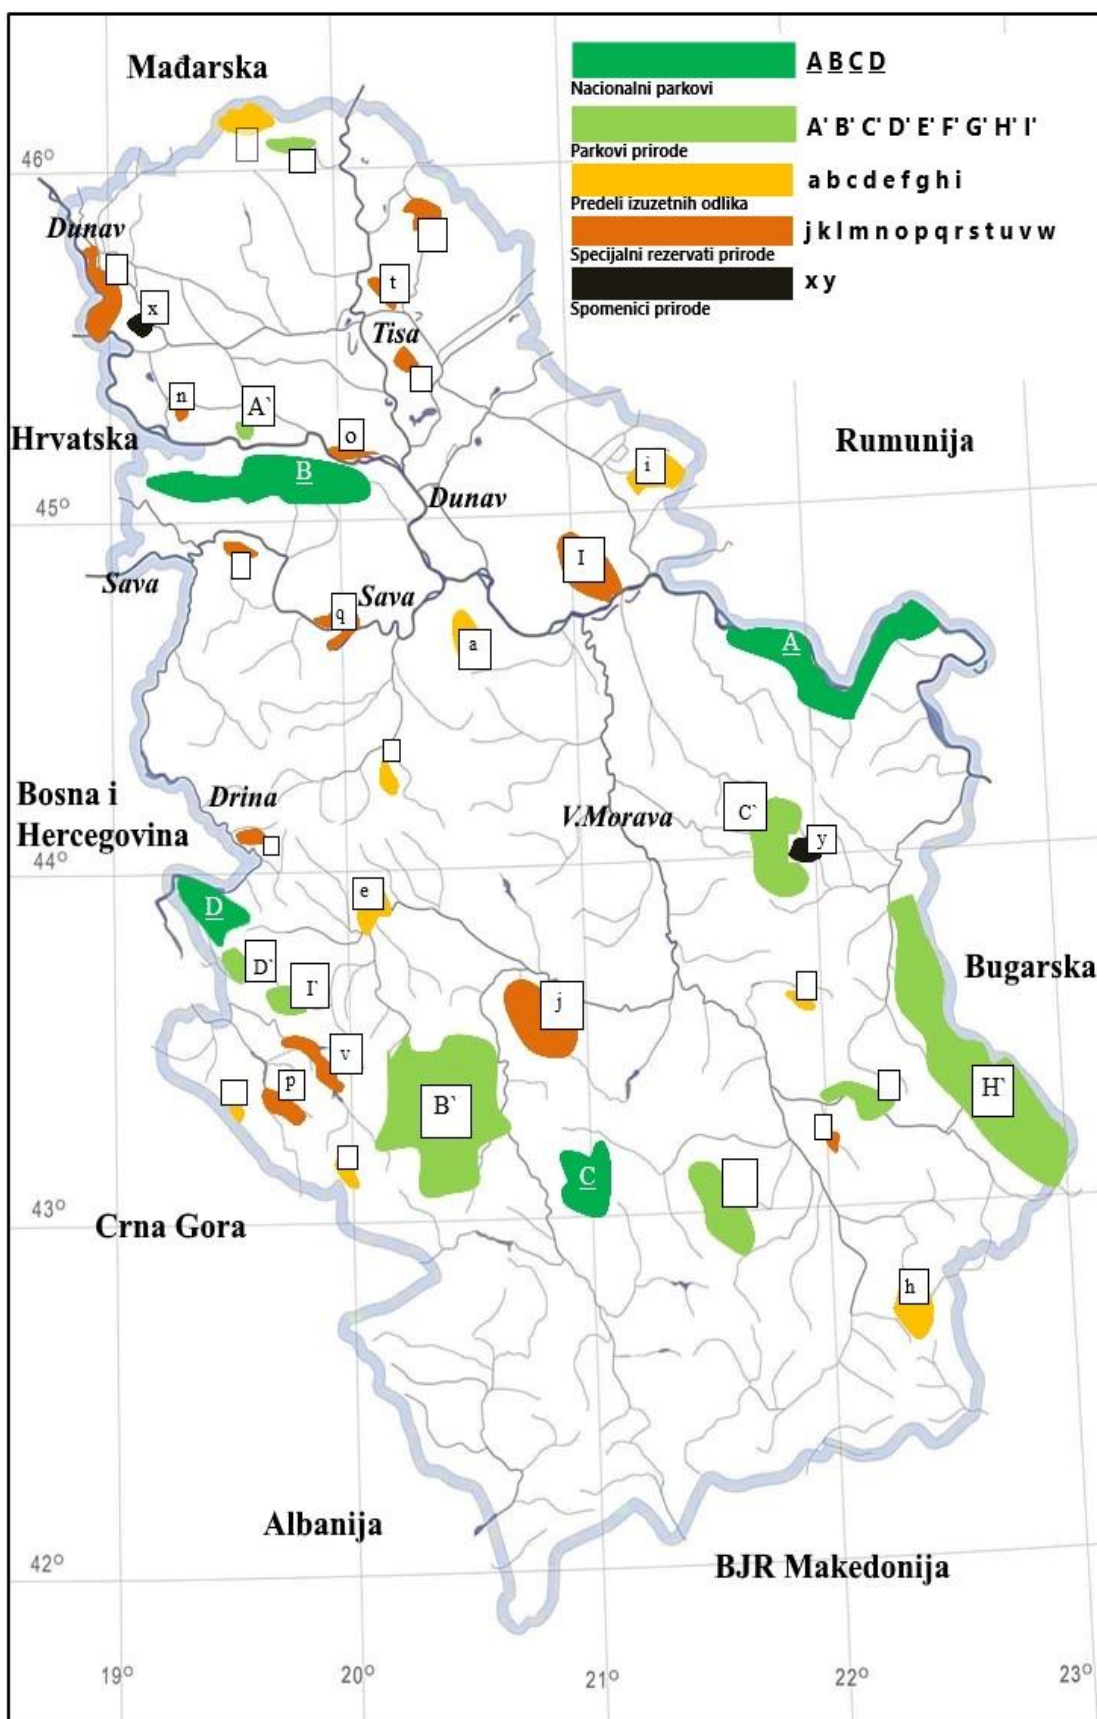 Mađarska
A B C D
Nacionalni parkovi
A' B' C' D' E' F' G' H' I'
Parkovi prirode
a b c d e f g h i
Predeli izuzetnih odlika
j k l m n o p q r s t u v w
Specijalni rezervati prirode
x y
Spomenici prirode
46°
Dunav
t
x
Tisa
n
A`
o
Hrvatska
B
i
Rumunija
Dunav
45°
I
Sava
Sava
q
a
A
Bosna i
Hercegovina
Drina
V.Morava
C`
y
44°
e
D
D`
I`
j
Bugarska
v
p
B`
H`
C
43°
Crna Gora
h
Albanija
42°
BJR Makedonija
19°
20°
21°
22°
23°